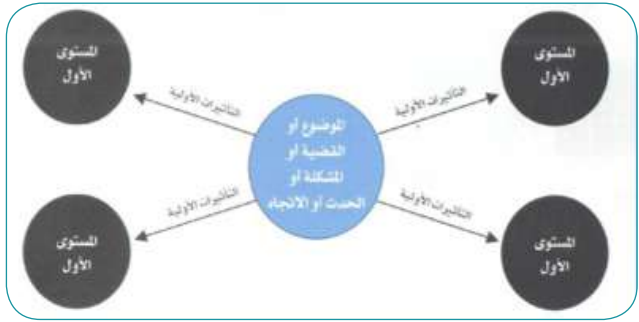 المستوى
الأول
المستوى
الأول
التأثيرات الأولية
التأثيرات الأولية
الموضوع أو
القضية أو
المشكلة أو
الحدث أو الاتجاه
التأثيرات الأولية
التأثيرات الأولية
المستوى
الأول
المستوى
الأول